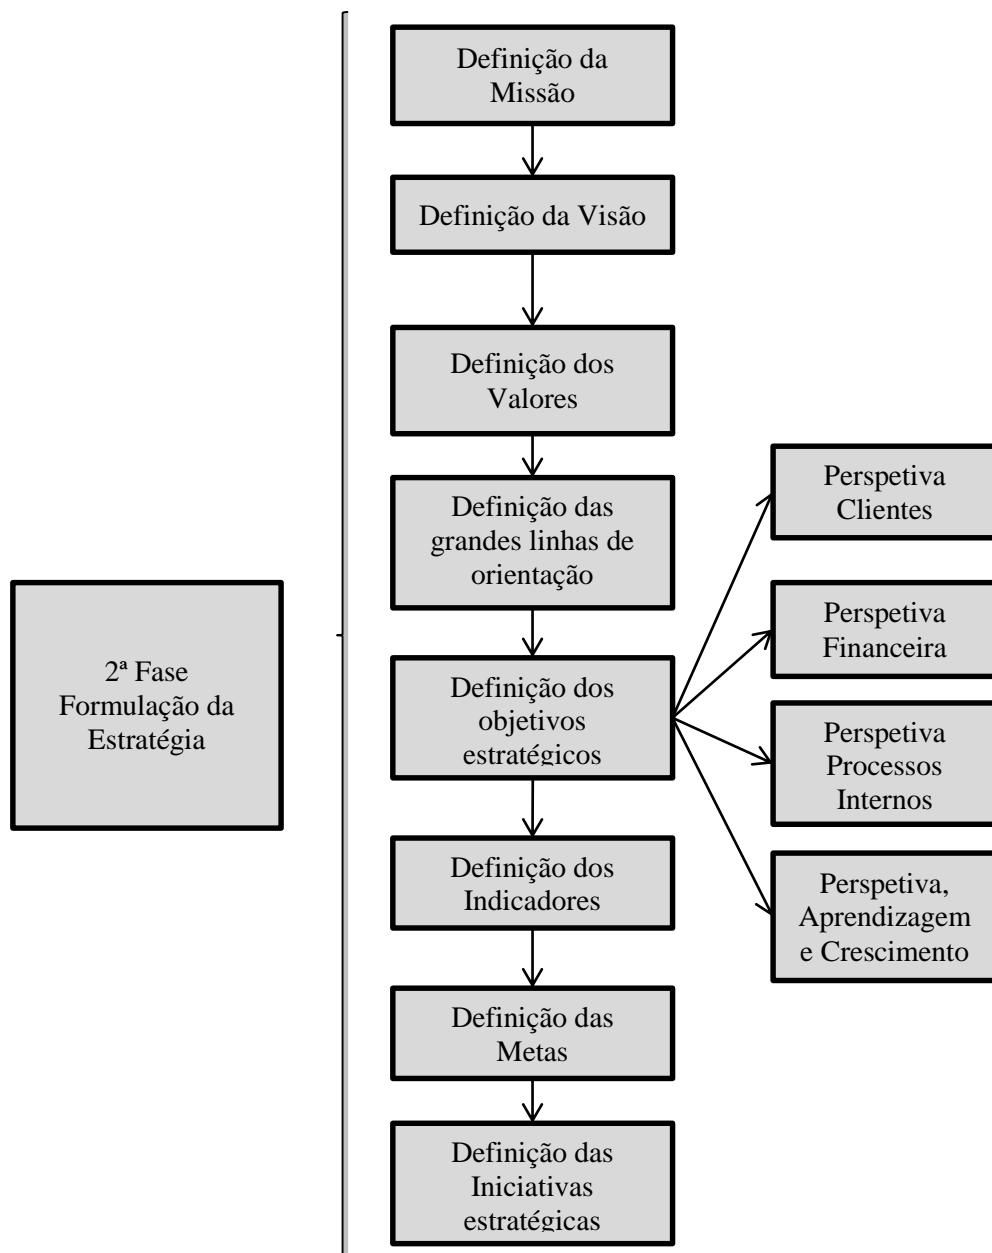 2ª Fase
Formulação da
Estratégia
Definição da
Missão
Definição da Visão
Definição dos
Valores
Definição das
grandes linhas de
orientação
Definição dos
objetivos
estratégicos
Definição dos
Indicadores
Definição das
Metas
Definição das
Iniciativas
estratégicas
Perspetiva
Clientes
Perspetiva
Financeira
Perspetiva
Processos
Internos
Perspetiva,
Aprendizagem
e Crescimento